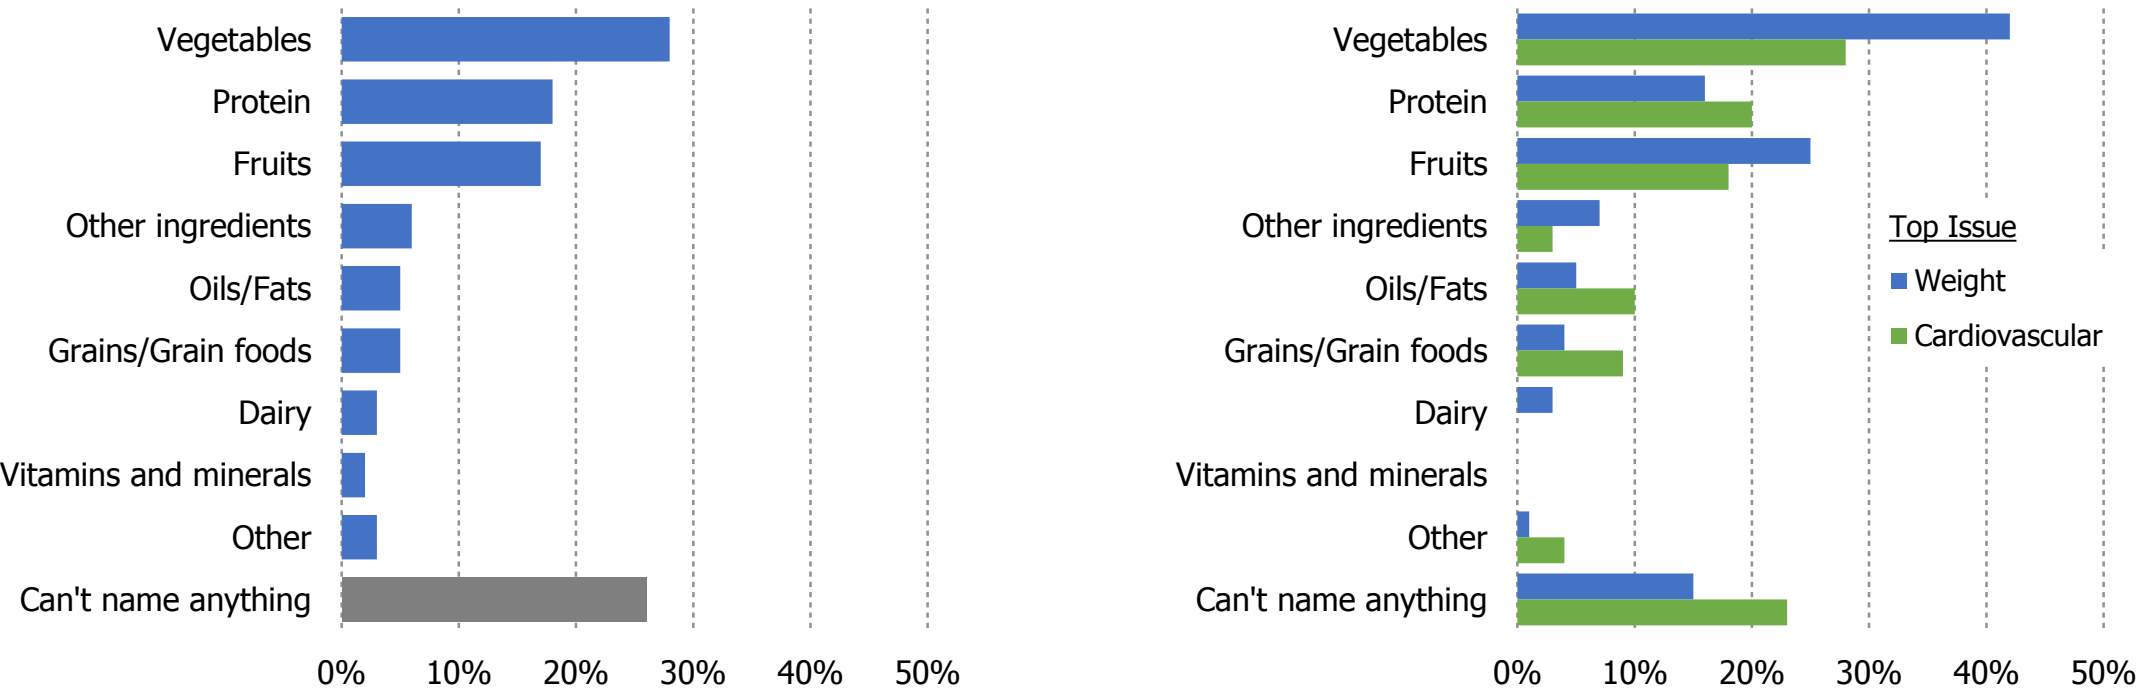 Vegetables
Protein
Fruits
Other ingredients
Oils/Fats
Grains/Grain foods
Dairy
Vitamins and minerals
Other
Can't name anything
0% 10% 20% 30% 40% 50%
Vegetables
Protein
Fruits
Other ingredients
Oils/Fats
Grains/Grain foods
Dairy
Vitamins and minerals
Other
Can't name anything
0% 10% 20% 30% 40% 50%
Top Issue
Weight
Cardiovascular